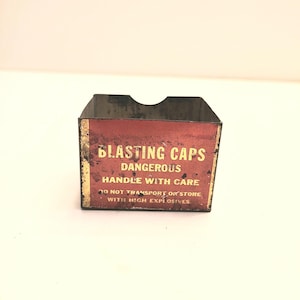 BLASTING CAPS
DANGEROUS
HANDLE WITH CARE
DO NOT TRANSPORT OR STORE
WITH HIGH EXPLOSIVES